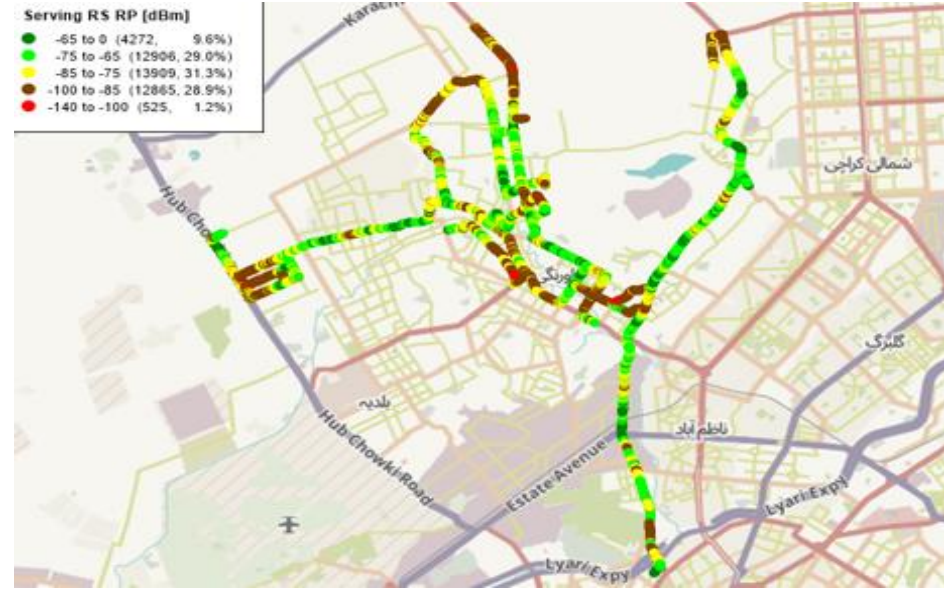 Serving RS RP [dBm]
-65 to 0 (4272, 9.6%)
-75 to -65 (12906, 29.0%)
-85 to -75 (13909, 31.3%)
-100 to -85 (12865, 28.9%)
-140 to -100 (525, 1.2%)
Karachi
شمالی کراچی
Hub Cho
گلبرگ
بلدیہ
ناظم آباد
Hub Chowki Road
Estate Avenue
Lyari Expy
Lyari Expy